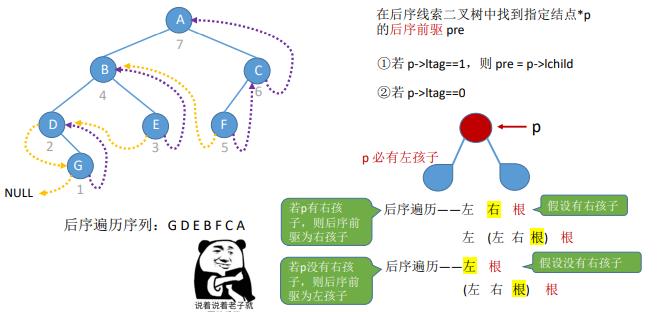 A
7
B
4
C
6
D
2
E
3
F
5
G
1
NULL
后序遍历序列：G D E B F C A
说着说着老子就
在后序线索二叉树中找到指定结点*p
的后序前驱 pre
①若 p->ltag==1，则 pre = p->lchild
②若 p->ltag==0
p
p 必有左孩子
若p有右孩
子，则后序前
驱为右孩子
后序遍历——左 右 根
假设有右孩子
左 (左 右 根) 根
若p没有右孩
子，则后序前
驱为左孩子
后序遍历——左 根
假设没有右孩子
(左 右 根) 根